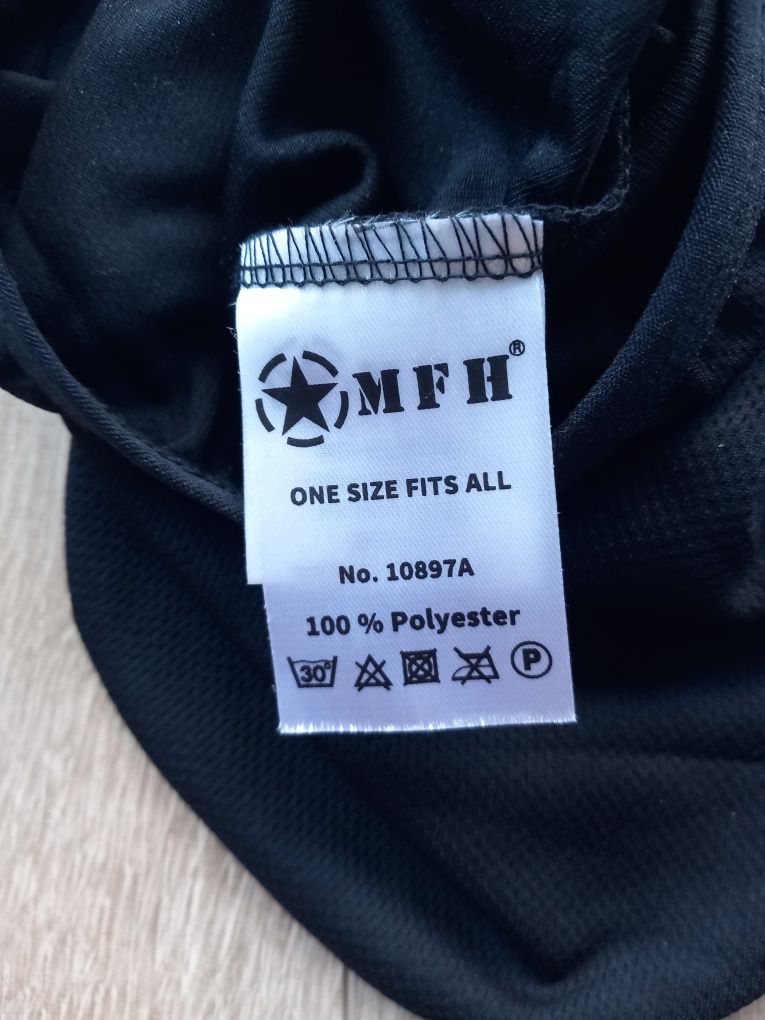 MFH®
ONE SIZE FITS ALL
No. 10897A
100 % Polyester
30° P